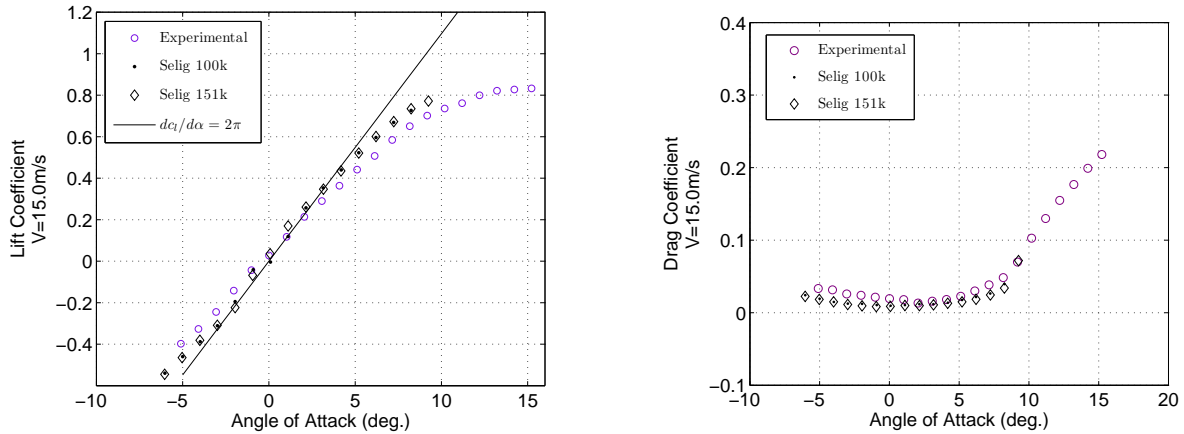 1.2
1
0.8
0.6
0.4
0.2
0
−0.2
−0.4
−10
−5
0
5
10
15
Angle of Attack (deg.)
Lift Coefficient
V=15.0m/s
Experimental
Selig 100k
Selig 151k
dcₗ/dα = 2π
0.4
0.3
0.2
0.1
0
−0.1
−10
−5
0
5
10
15
20
Angle of Attack (deg.)
Drag Coefficient
V=15.0m/s
Experimental
Selig 100k
Selig 151k